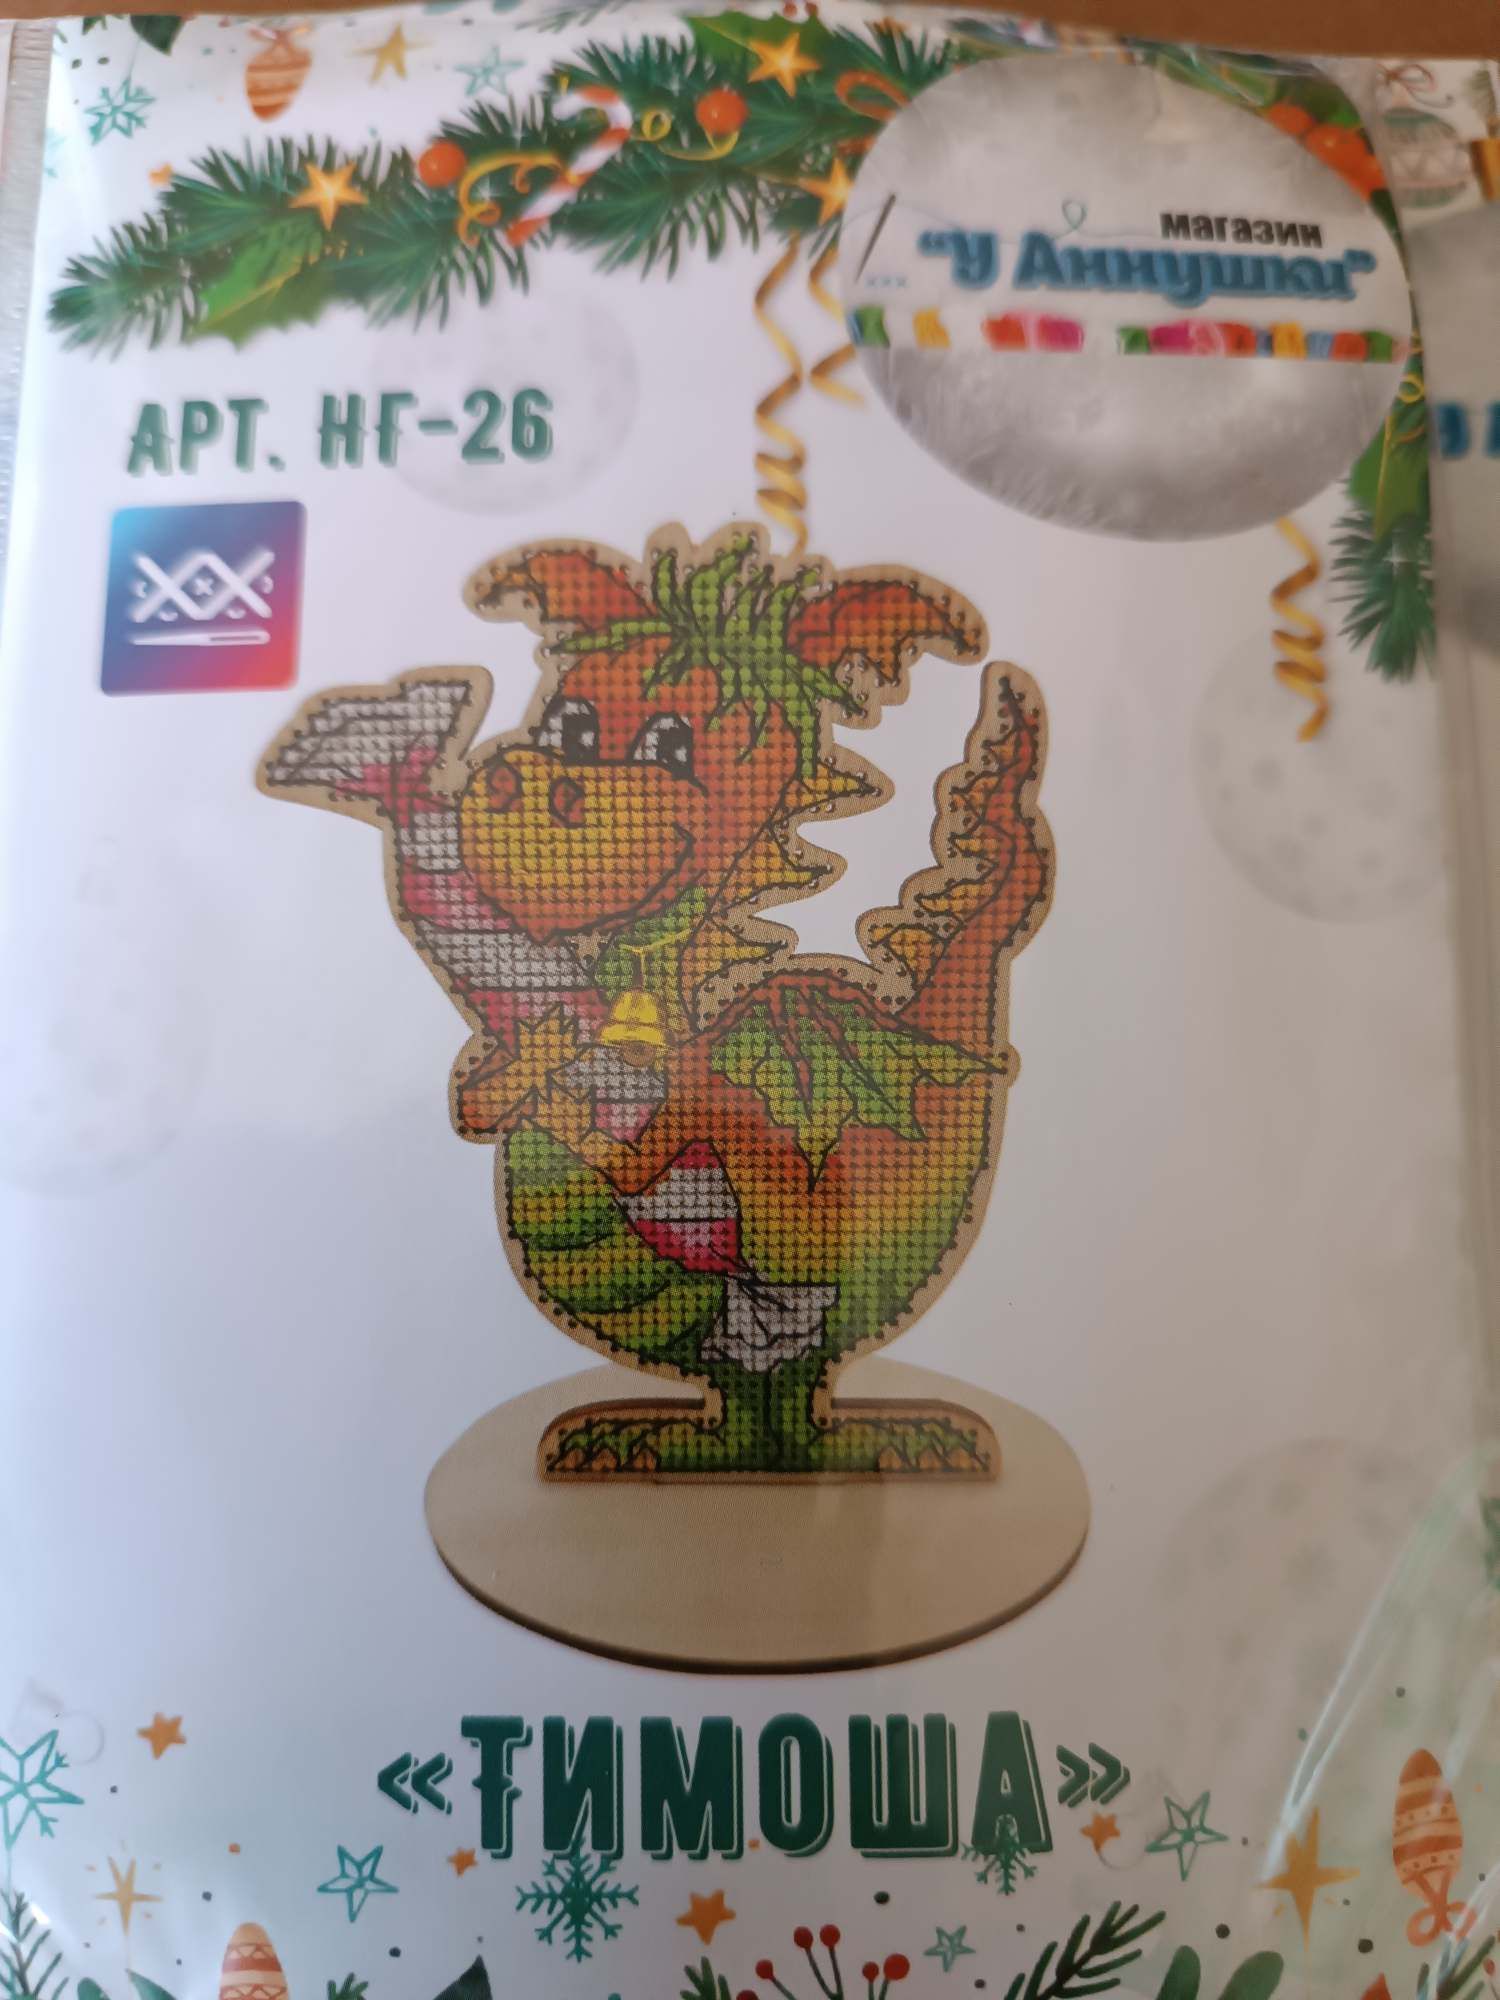 магазин
"У Аннушки"
АРТ. НГ-26
«ТИМОША»